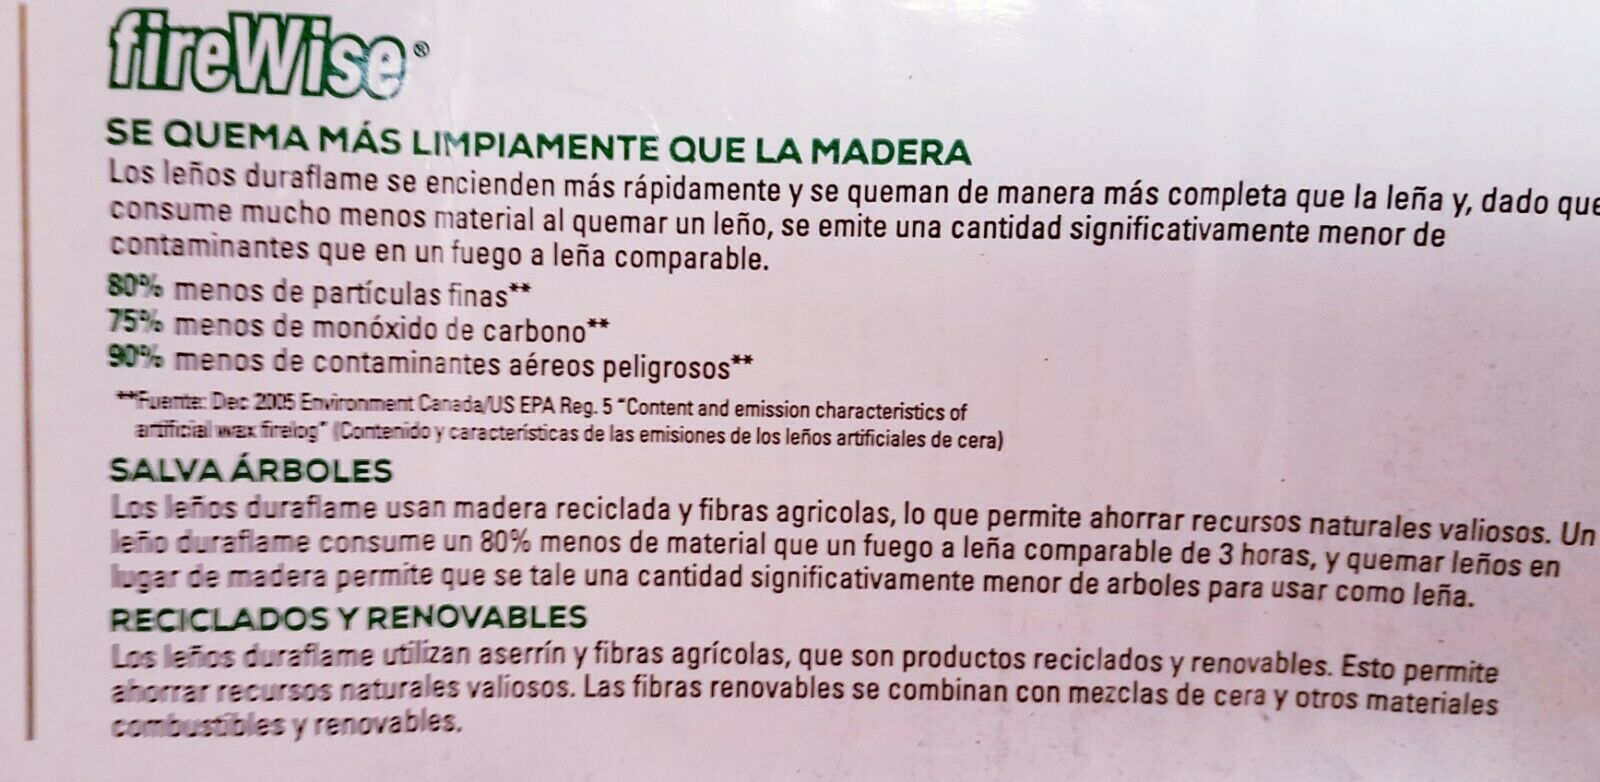 fireWise®
SE QUEMA MÁS LIMPIAMENTE QUE LA MADERA
Los leños duraflame se encienden más rápidamente y se queman de manera más completa que la leña y, dado que
consume mucho menos material al quemar un leño, se emite una cantidad significativamente menor de
contaminantes que en un fuego a leña comparable.
80% menos de partículas finas**
75% menos de monóxido de carbono**
90% menos de contaminantes aéreos peligrosos**
**Fuente: Dec 2005 Environment Canada/US EPA Reg. 5 "Content and emission characteristics of
artificial wax firelog" (Contenido y características de las emisiones de los leños artificiales de cera)
SALVA ÁRBOLES
Los leños duraflame usan madera reciclada y fibras agricolas, lo que permite ahorrar recursos naturales valiosos. Un
leño duraflame consume un 80% menos de material que un fuego a leña comparable de 3 horas, y quemar leños en
lugar de madera permite que se tale una cantidad significativamente menor de arboles para usar como leña.
RECICLADOS Y RENOVABLES
Los leños duraflame utilizan aserrín y fibras agrícolas, que son productos reciclados y renovables. Esto permite
ahorrar recursos naturales valiosos. Las fibras renovables se combinan con mezclas de cera y otros materiales
combustibles y renovables.